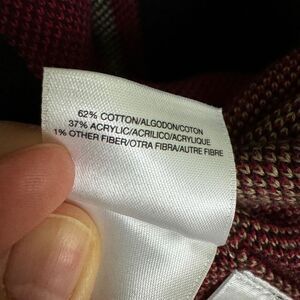 62% COTTON/ALGODON/COTON
37% ACRYLIC/ACRILICO/ACRYLIQUE
1% OTHER FIBER/OTRA FIBRA/AUTRE FIBRE